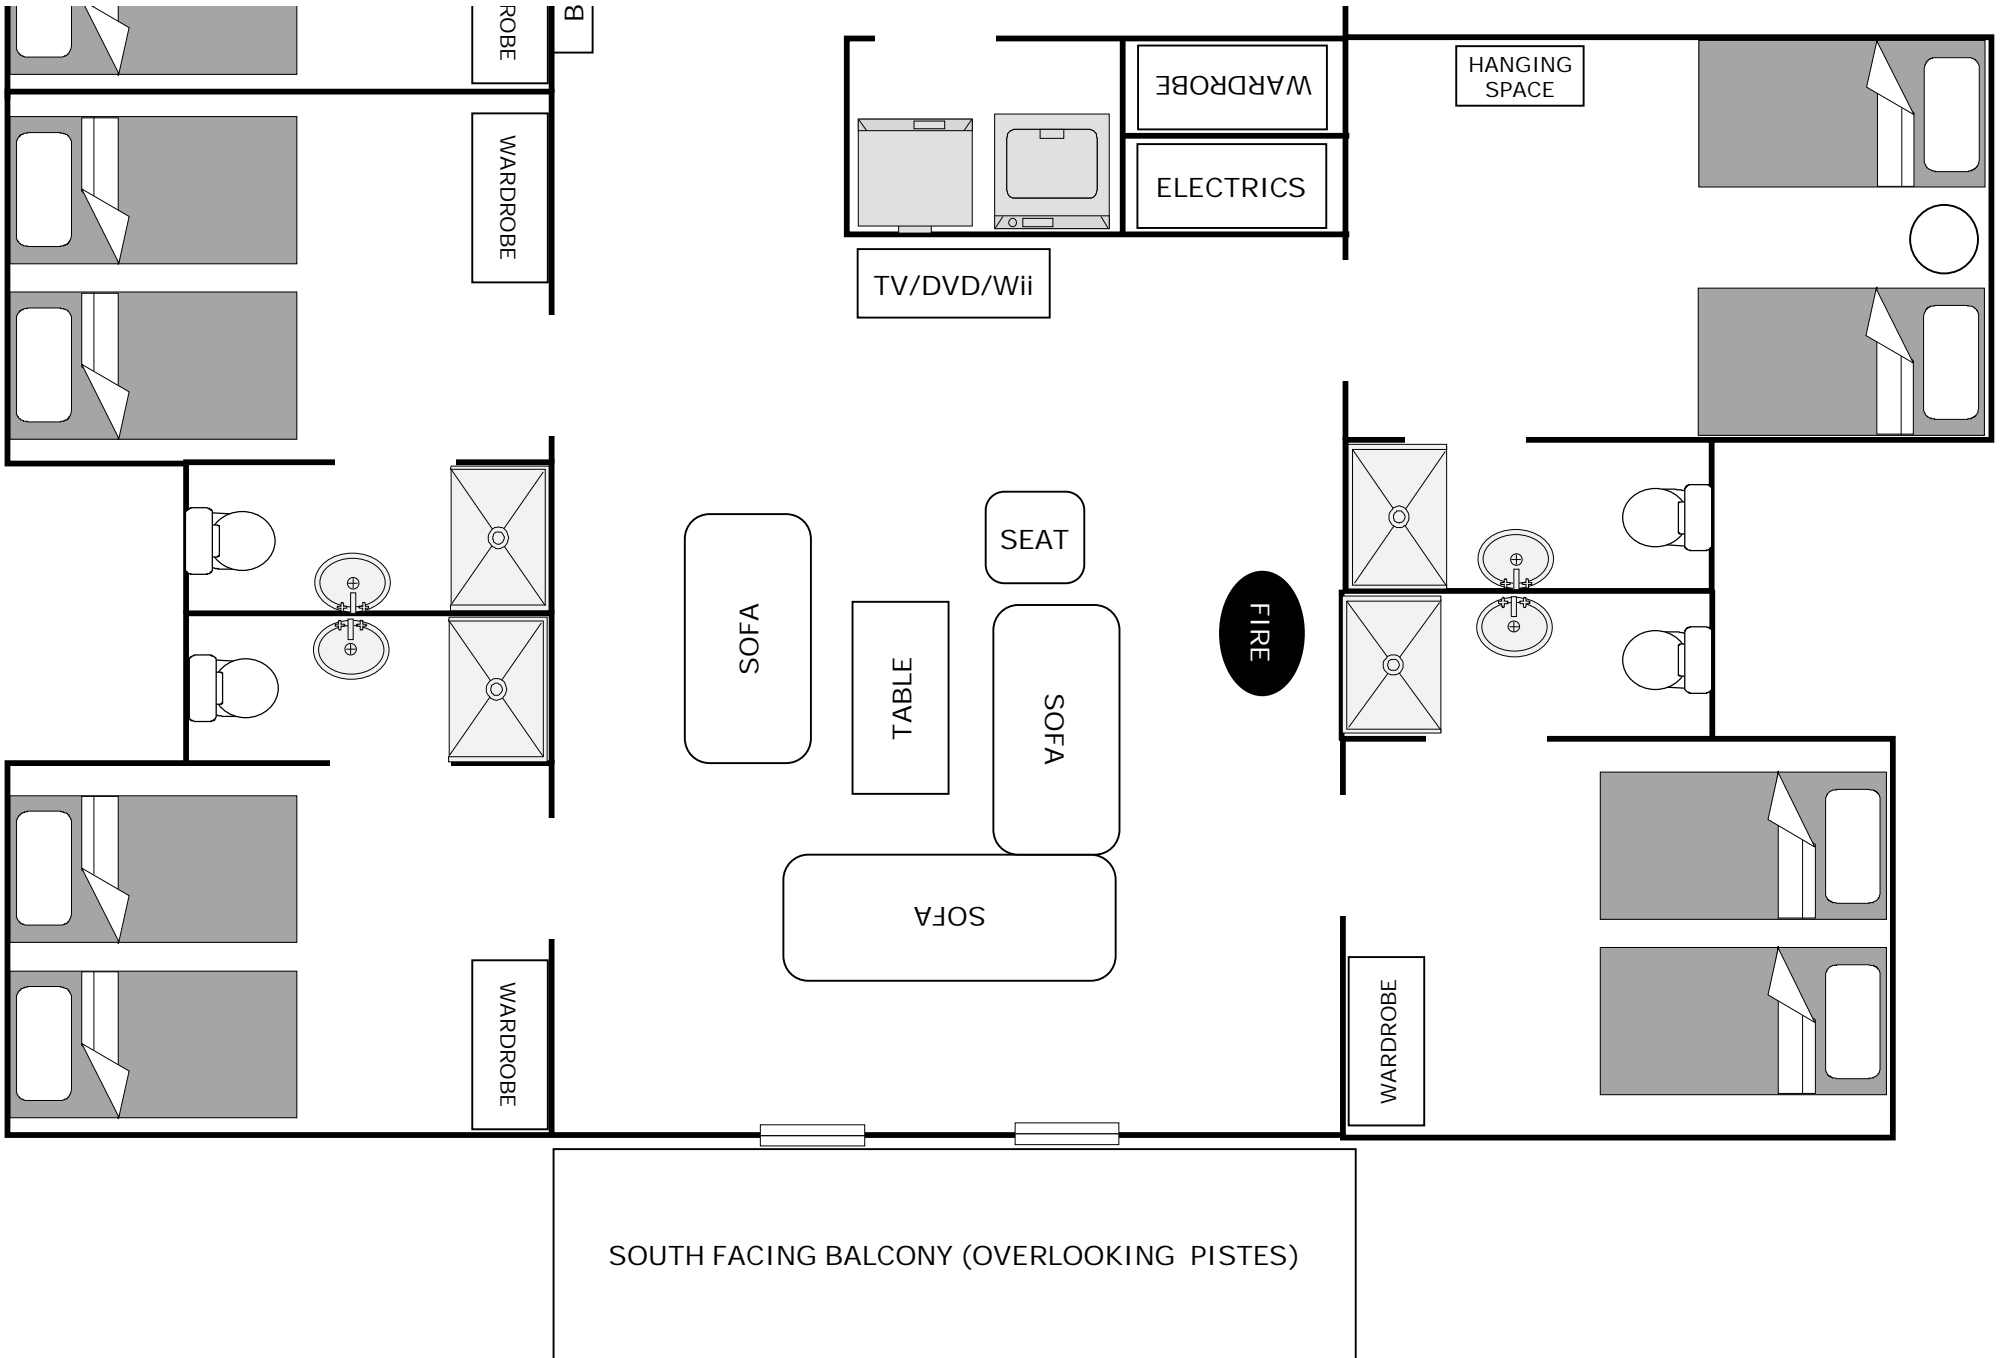 ROBE
B
HANGING
SPACE
WARDROBE
WARDROBE
ELECTRICS
TV/DVD/Wii
SEAT
SOFA
TABLE
SOFA
FIRE
SOFA
WARDROBE
WARDROBE
SOUTH FACING BALCONY (OVERLOOKING PISTES)